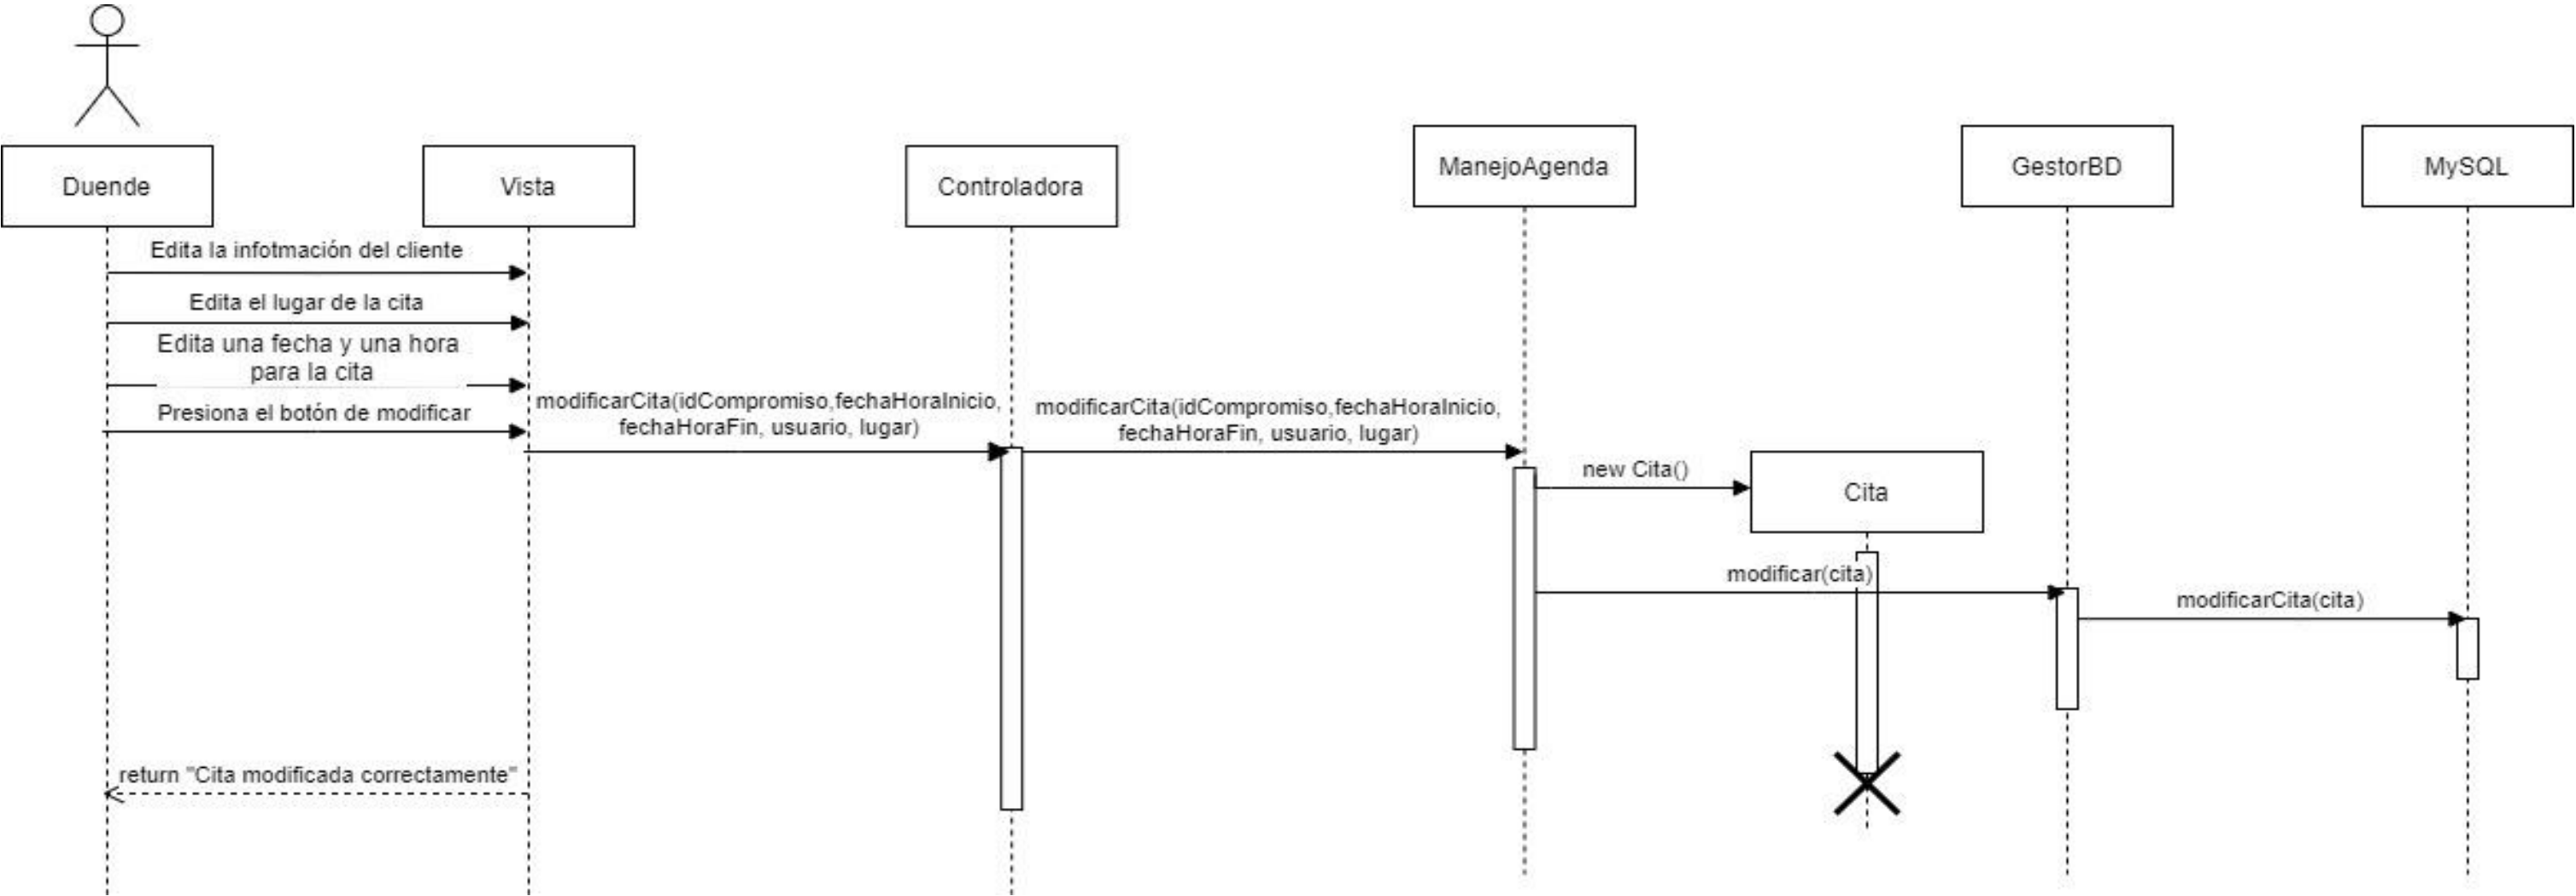 Duende
Vista
Controladora
ManejoAgenda
GestorBD
MySQL
Edita la infotmación del cliente
Edita el lugar de la cita
Edita una fecha y una hora
para la cita
Presiona el botón de modificar
modificarCita(idCompromiso,fechaHoraInicio,
fechaHoraFin, usuario, lugar)
modificarCita(idCompromiso,fechaHoraInicio,
fechaHoraFin, usuario, lugar)
new Cita()
Cita
modificar(cita)
modificarCita(cita)
return "Cita modificada correctamente"